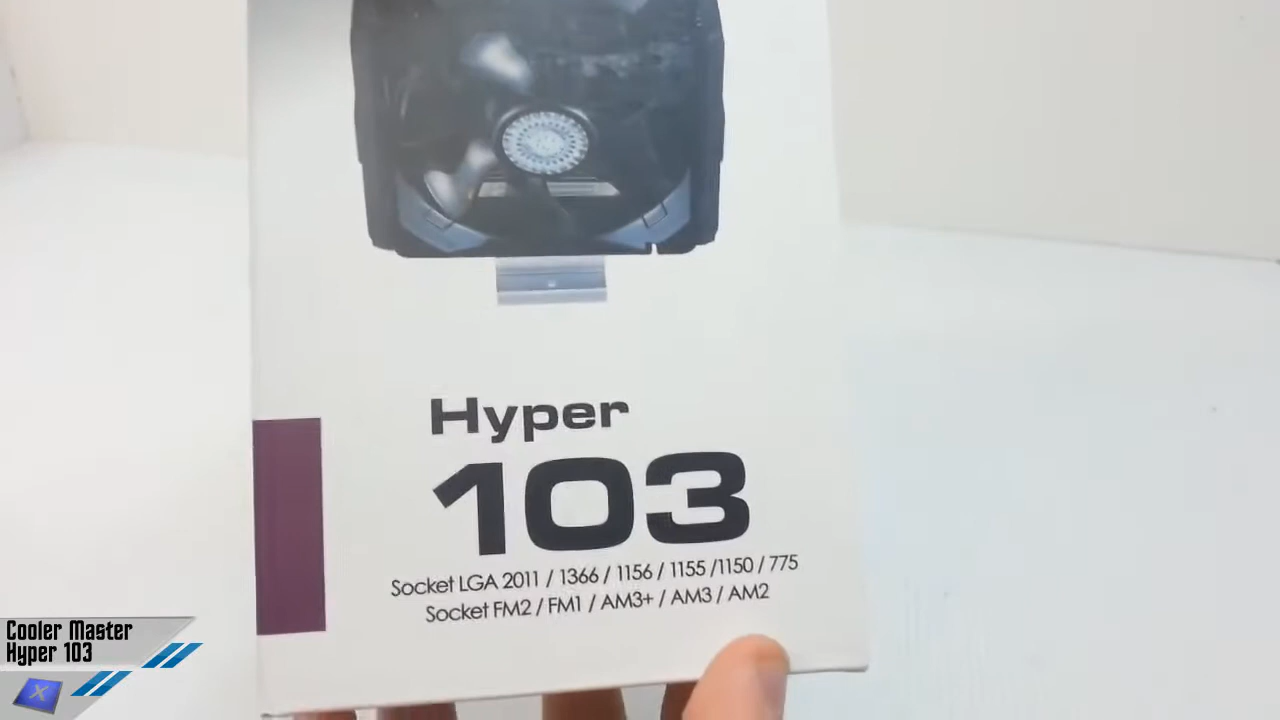 Hyper
103
Socket LGA 2011 / 1366 / 1156 / 1155 /1150 / 775
Socket FM2 / FM1 / AM3+ / AM3 / AM2
Cooler Master
Hyper 103
X